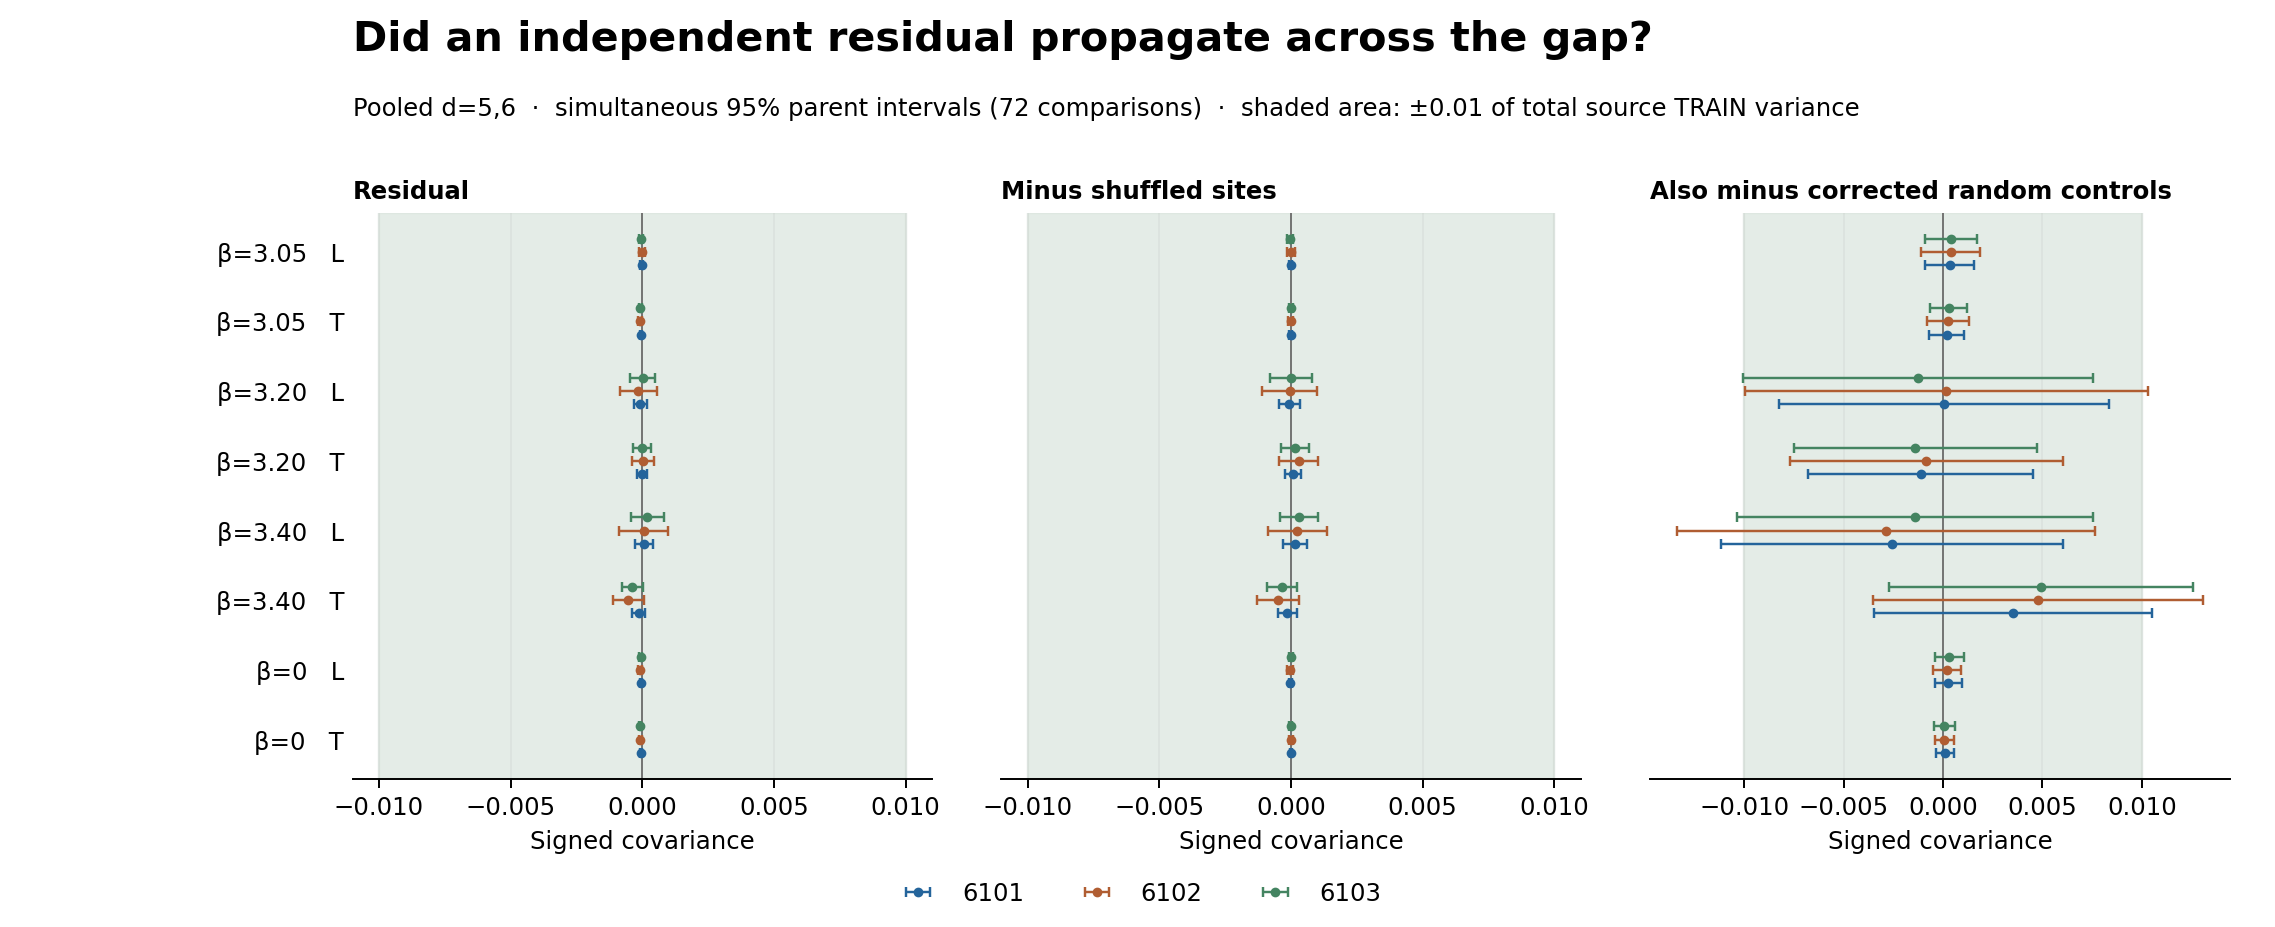 Did an independent residual propagate across the gap?
Pooled d=5,6 · simultaneous 95% parent intervals (72 comparisons) · shaded area: ±0.01 of total source TRAIN variance
Residual
Minus shuffled sites
Also minus corrected random controls
β=3.05 L
β=3.05 T
β=3.20 L
β=3.20 T
β=3.40 L
β=3.40 T
β=0 L
β=0 T
−0.010 −0.005 0.000 0.005 0.010
−0.010 −0.005 0.000 0.005 0.010
−0.010 −0.005 0.000 0.005 0.010
Signed covariance
Signed covariance
Signed covariance
6101 6102 6103